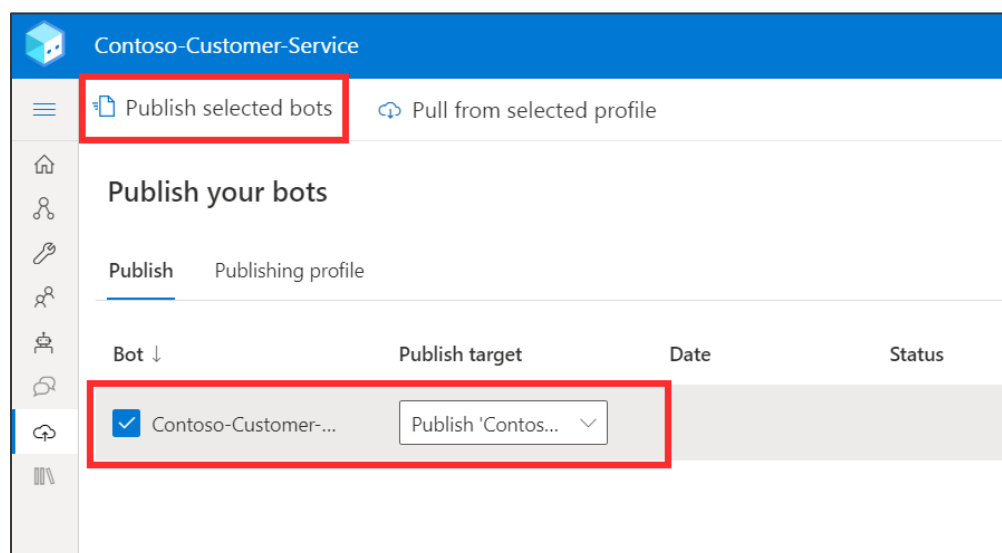 Contoso-Customer-Service
Publish selected bots Pull from selected profile
Publish your bots
Publish Publishing profile
Bot ↓ Publish target Date Status
Contoso-Customer-... Publish 'Contos...